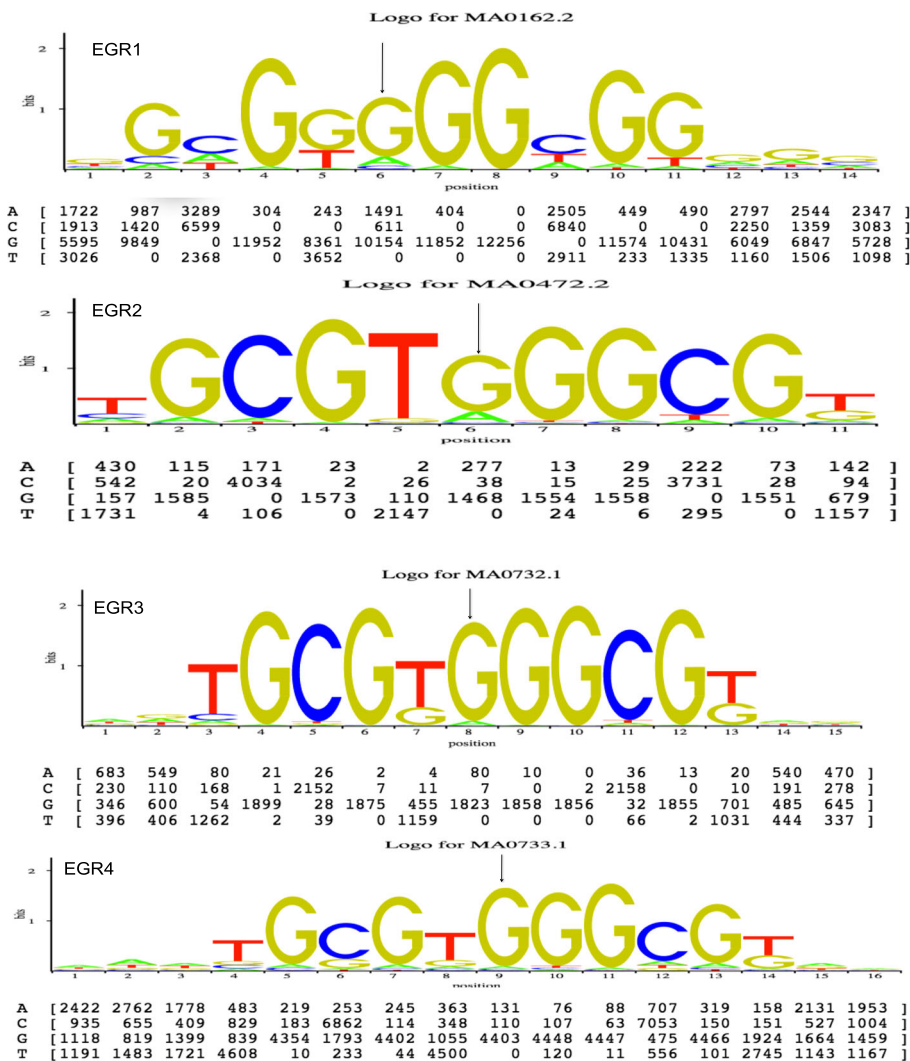 Logo for MA0162.2
EGR1
2
bits
1
G C G G G G G C G G
1 2 3 4 5 6 7 8 9 10 11 12 13 14
position
A [ 1722 987 3289 304 243 1491 404 0 2505 449 490 2797 2544 2347 ]
C [ 1913 1420 6599 0 0 611 0 0 6840 0 0 2250 1359 3083 ]
G [ 5595 9849 0 11952 8361 10154 11852 12256 0 11574 10431 6049 6847 5728 ]
T [ 3026 0 2368 0 3652 0 0 0 2911 233 1335 1160 1506 1098 ]
Logo for MA0472.2
EGR2
2
bits
1
T G C G T G G G C G T
1 2 3 4 5 6 7 8 9 10 11
position
A [ 430 115 171 23 2 277 13 29 222 73 142 ]
C [ 542 20 4034 2 26 38 15 25 3731 28 94 ]
G [ 157 1585 0 1573 110 1468 1554 1558 0 1551 679 ]
T [1731 4 106 0 2147 0 24 6 295 0 1157 ]
Logo for MA0732.1
EGR3
2
bits
1
T G C G T G G G C G T
1 2 3 4 5 6 7 8 9 10 11 12 13 14 15
position
A [ 683 549 80 21 26 2 4 80 10 0 36 13 20 540 470 ]
C [ 230 110 168 1 2152 7 11 7 0 2 2158 0 10 191 278 ]
G [ 346 600 54 1899 28 1875 455 1823 1858 1856 32 1855 701 485 645 ]
T [ 396 406 1262 2 39 0 1159 0 0 0 66 2 1031 444 337 ]
Logo for MA0733.1
EGR4
2
bits
1
T G C G T G G G C G T
1 2 3 4 5 6 7 8 9 10 11 12 13 14 15 16
position
A [2422 2762 1778 483 219 253 245 363 131 76 88 707 319 158 2131 1953 ]
C [ 935 655 409 829 183 6862 114 348 110 107 63 7053 150 151 527 1004 ]
G [1118 819 1399 839 4354 1793 4402 1055 4403 4448 4447 475 4466 1924 1664 1459 ]
T [1191 1483 1721 4608 10 233 44 4500 0 120 11 556 101 2745 1141 1167 ]